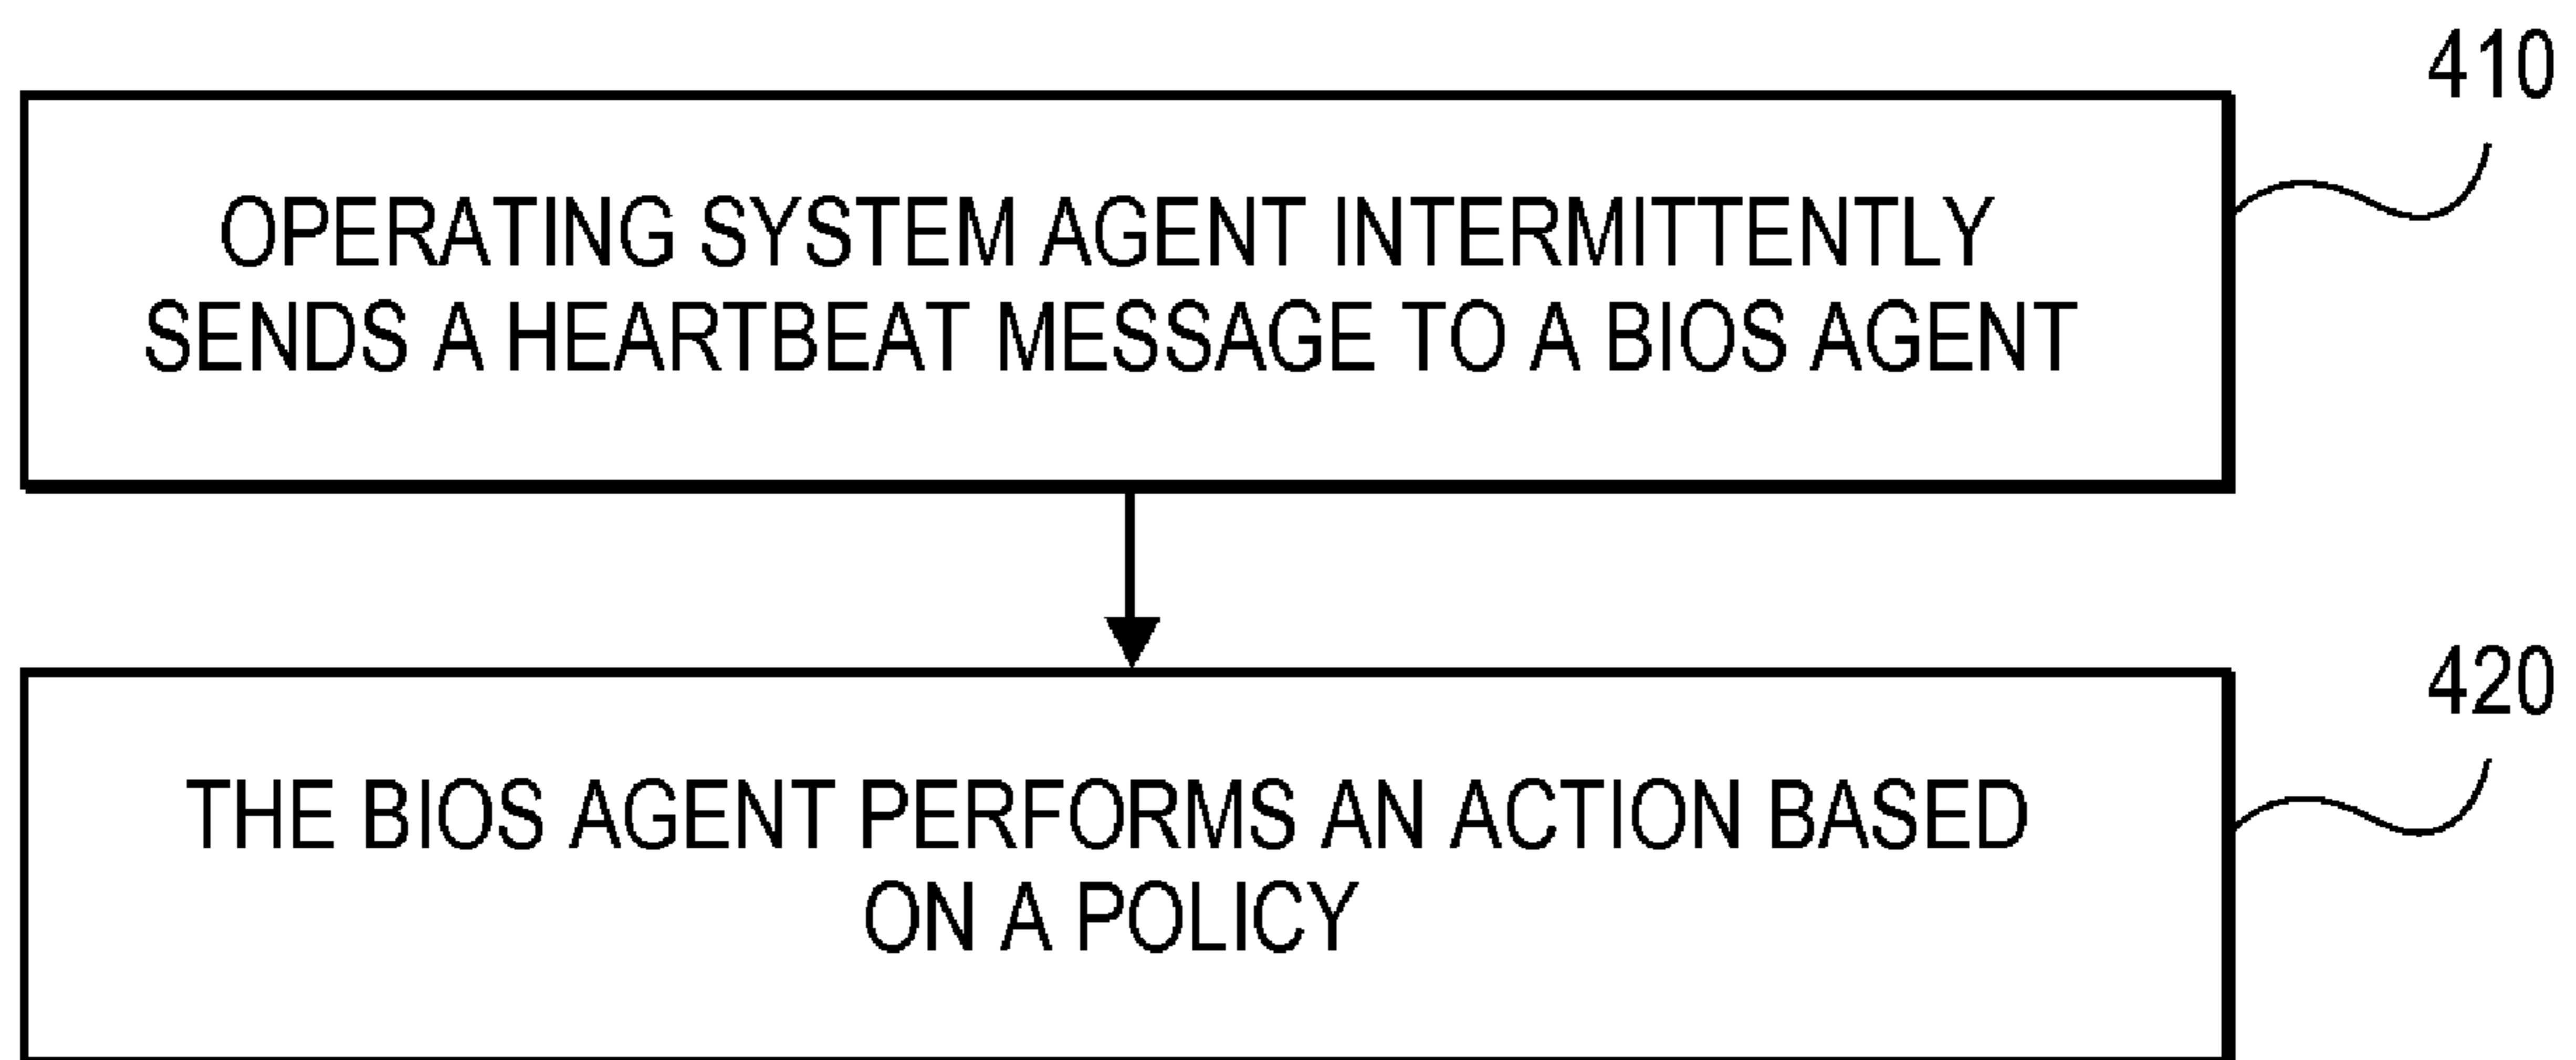 410
OPERATING SYSTEM AGENT INTERMITTENTLY
SENDS A HEARTBEAT MESSAGE TO A BIOS AGENT
420
THE BIOS AGENT PERFORMS AN ACTION BASED
ON A POLICY